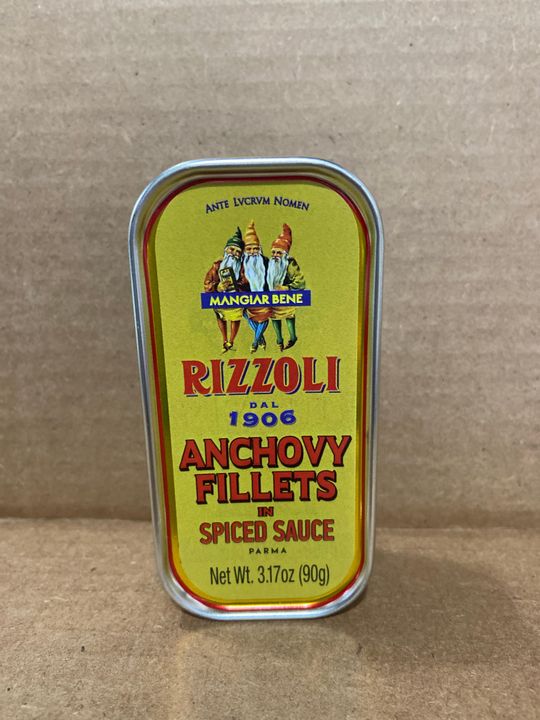 ANTE LVCRVM NOMEN
MANGIAR BENE
RIZZOLI
DAL
1906
ANCHOVY
FILLETS
IN
SPICED SAUCE
PARMA
Net Wt. 3.17oz (90g)